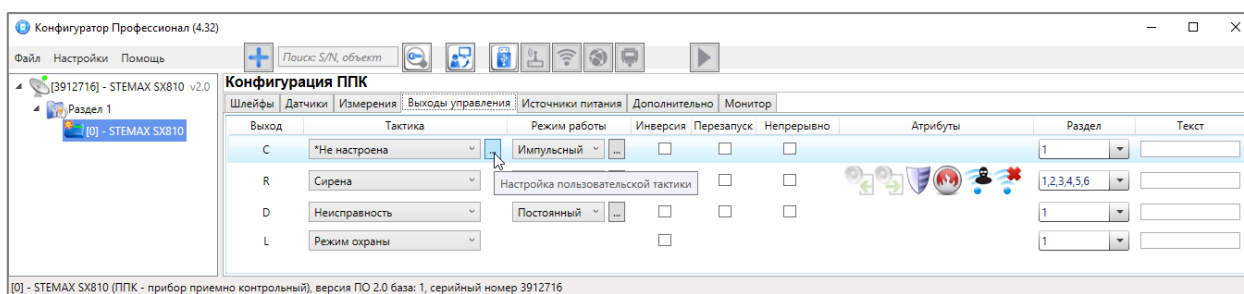 Конфигуратор Профессионал (4.32)
Файл Настройки Помощь Поиск: S/N, объект
[3912716] - STEMAX SX810 v2.0
Раздел 1
[0] - STEMAX SX810
Конфигурация ППК
Шлейфы Датчики Измерения Выходы управления Источники питания Дополнительно Монитор
Выход Тактика Режим работы Инверсия Перезапуск Непрерывно Атрибуты Раздел Текст
C *Не настроена ... Импульсный ... 1
R Сирена 1,2,3,4,5,6
Настройка пользовательской тактики
D Неисправность Постоянный ... 1
L Режим охраны 1
[0] - STEMAX SX810 (ППК - прибор приемно контрольный), версия ПО 2.0 база: 1, серийный номер 3912716